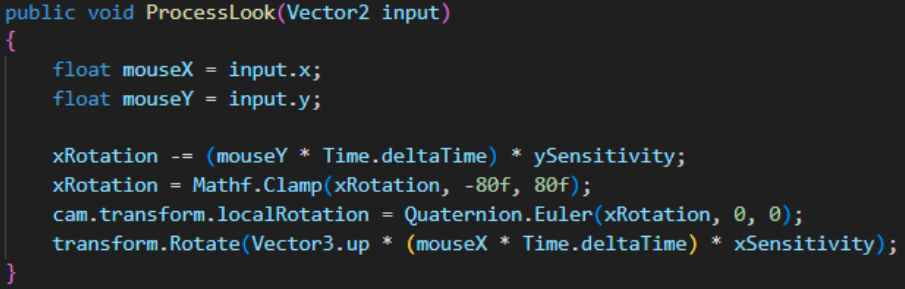 public void ProcessLook(Vector2 input)
{
float mouseX = input.x;
float mouseY = input.y;
xRotation -= (mouseY * Time.deltaTime) * ySensitivity;
xRotation = Mathf.Clamp(xRotation, -80f, 80f);
cam.transform.localRotation = Quaternion.Euler(xRotation, 0, 0);
transform.Rotate(Vector3.up * (mouseX * Time.deltaTime) * xSensitivity);
}